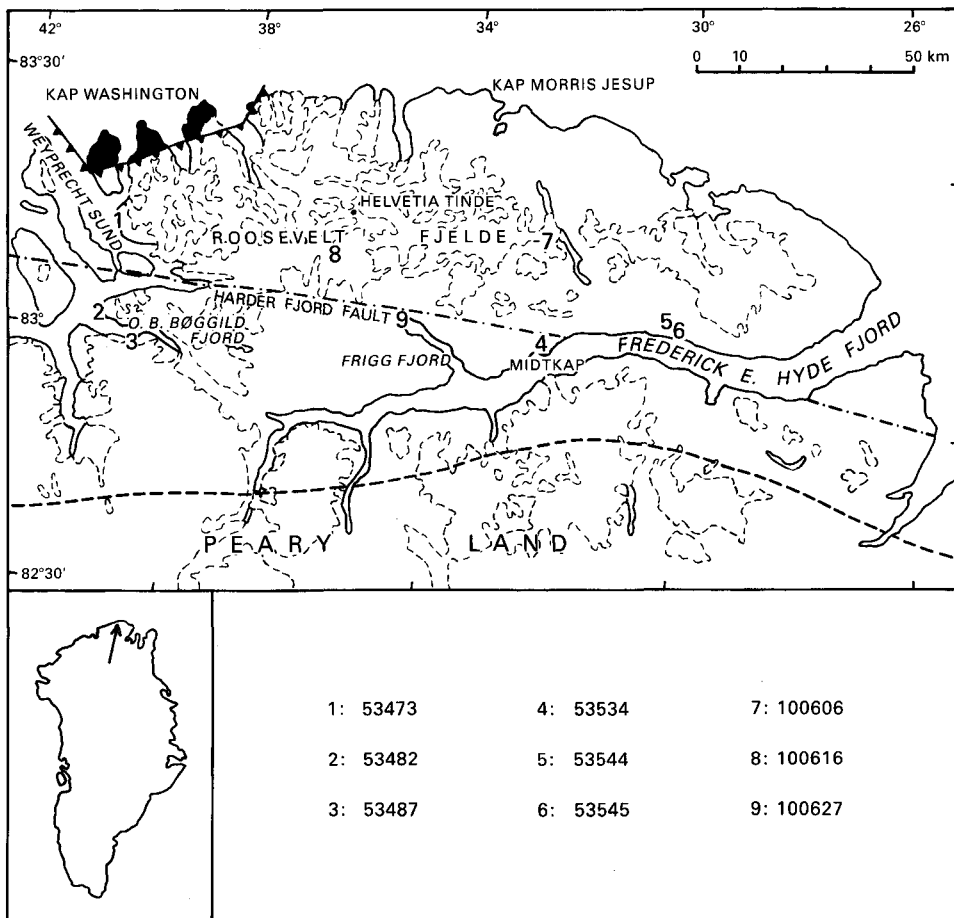 42° 38° 34° 30° 26°
83°30'
0 10 50 km
KAP MORRIS JESUP
KAP WASHINGTON
WEYPRECHT SUND
HELVETIA TINDE
1
ROOSEVELT FJELDE 7
8
83°
2 HARDER FJORD FAULT 9
O. B. BØGGILD
FJORD
3
56
4 FREDERICK E. HYDE FJORD
FRIGG FJORD MIDTKAP
82°30'
PEARY LAND
1: 53473 4: 53534 7: 100606
2: 53482 5: 53544 8: 100616
3: 53487 6: 53545 9: 100627